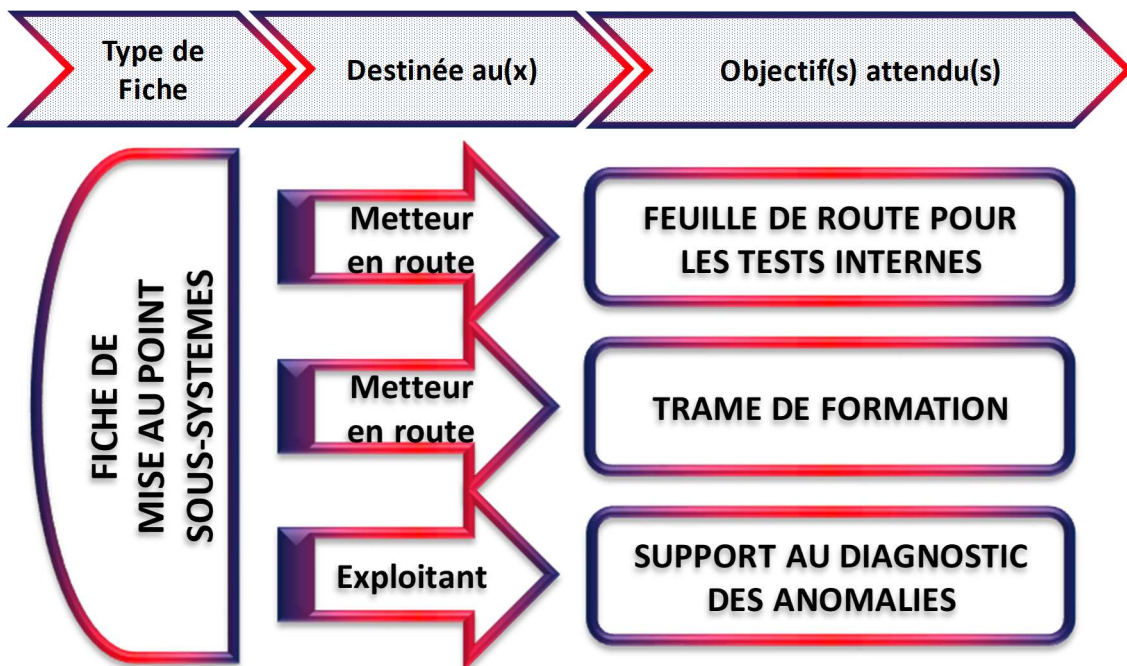 Type de
Fiche
Destinée au(x)
Objectif(s) attendu(s)
FICHE DE
MISE AU POINT
SOUS-SYSTEMES
Metteur
en route
FEUILLE DE ROUTE POUR
LES TESTS INTERNES
Metteur
en route
TRAME DE FORMATION
Exploitant
SUPPORT AU DIAGNOSTIC
DES ANOMALIES